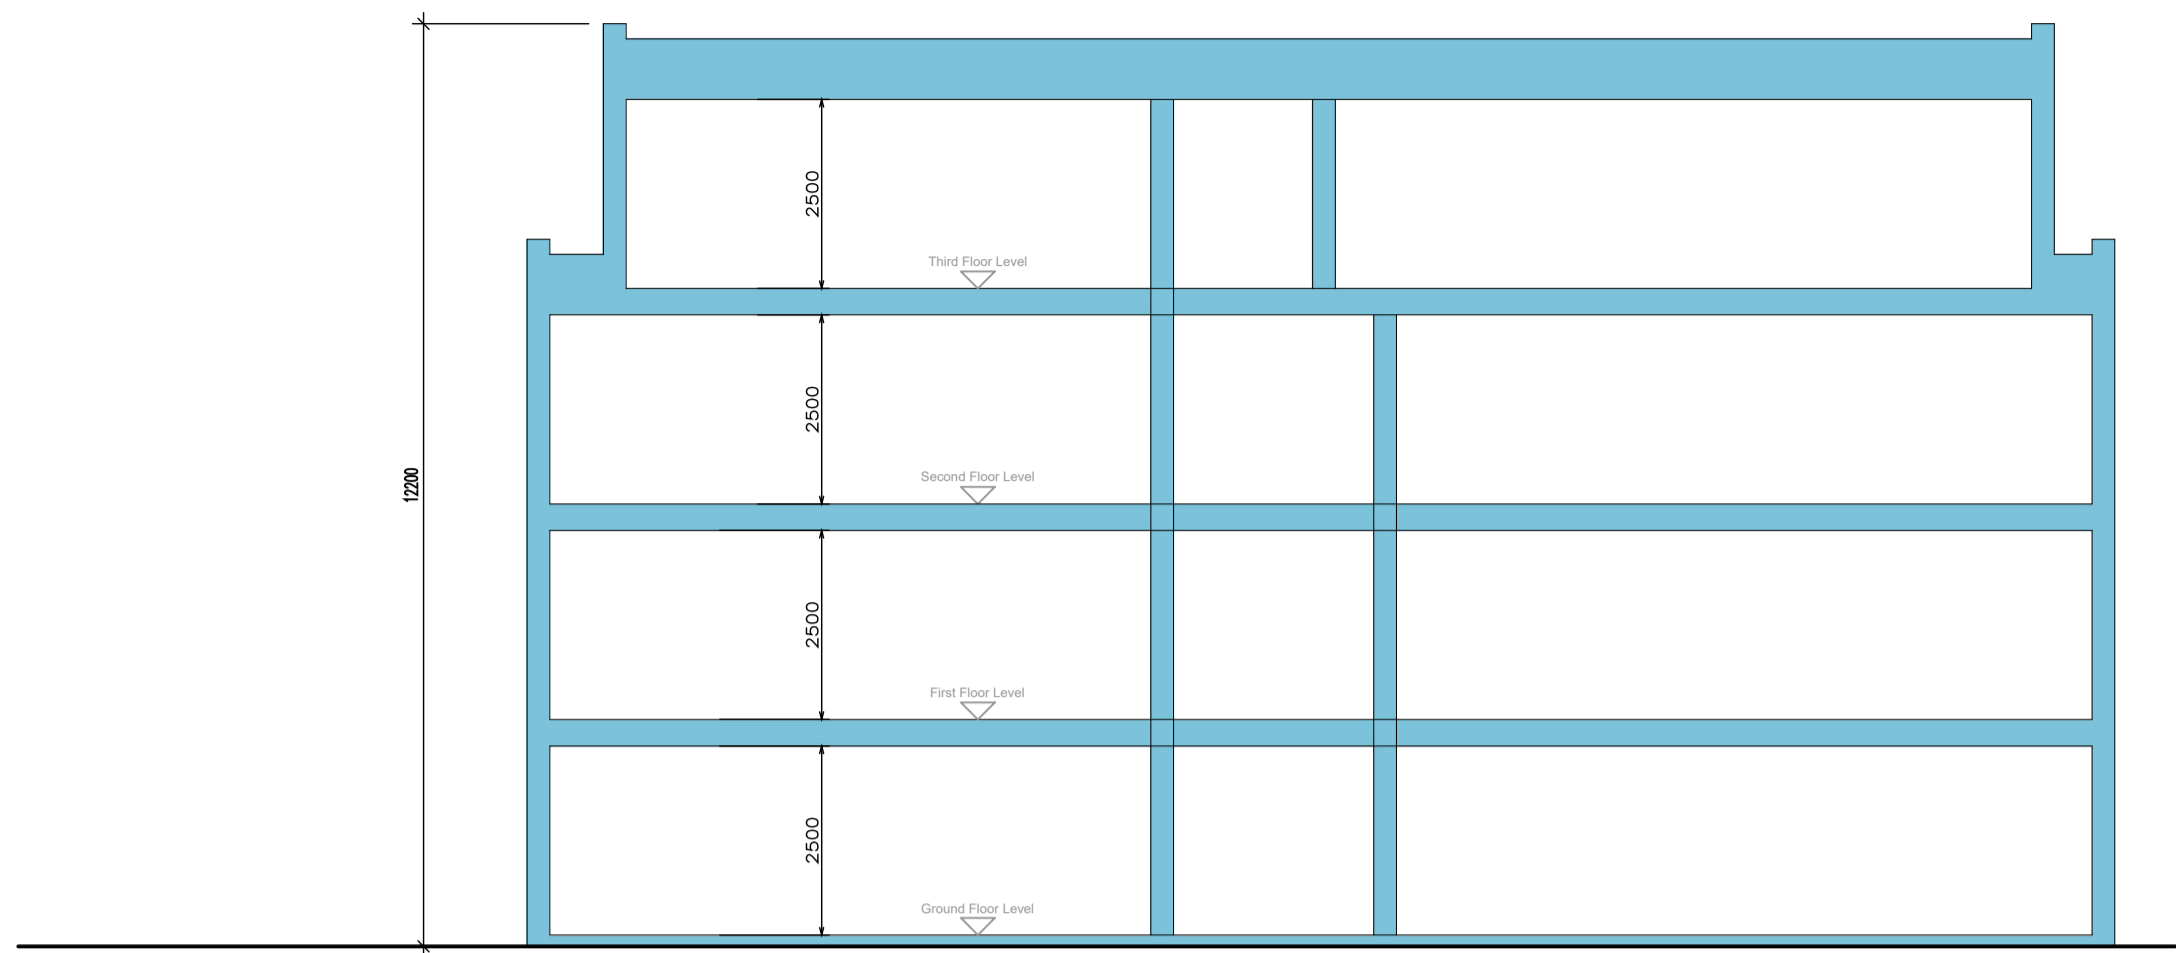 2500
Third Floor Level
2500
12200
Second Floor Level
2500
First Floor Level
2500
Ground Floor Level